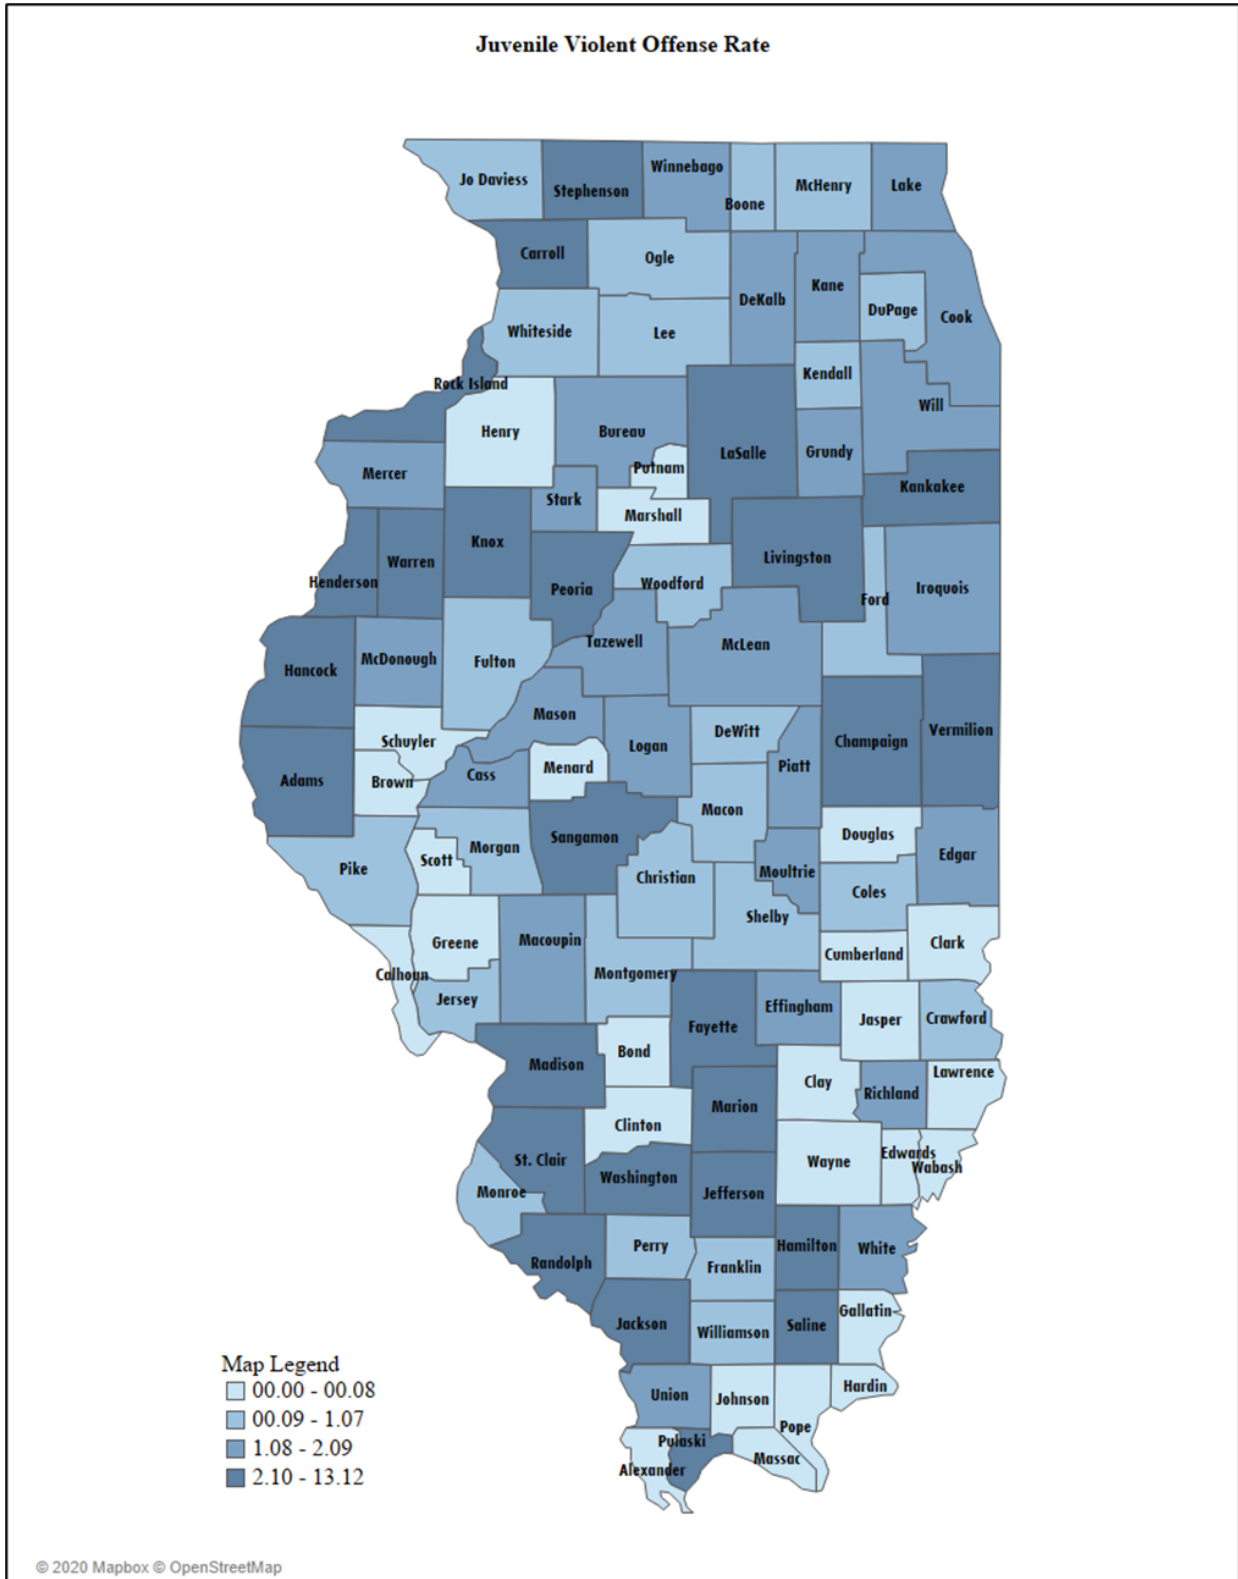 Juvenile Violent Offense Rate
Jo Daviess
Stephenson
Winnebago
Boone
McHenry
Lake
Carroll
Ogle
DeKalb
Kane
DuPage
Cook
Whiteside
Lee
Kendall
Rock Island
Will
Henry
Bureau
Putnam
LaSalle
Grundy
Mercer
Kankakee
Stark
Marshall
Knox
Henderson
Warren
Peoria
Woodford
Livingston
Ford
Iroquois
Hancock
McDonough
Fulton
Tazewell
McLean
Mason
Schuyler
Logan
DeWitt
Champaign
Vermilion
Adams
Brown
Cass
Menard
Piatt
Macon
Sangamon
Douglas
Edgar
Pike
Scott
Morgan
Christian
Moultrie
Coles
Shelby
Greene
Macoupin
Cumberland
Clark
Calhoun
Montgomery
Jersey
Fayette
Effingham
Jasper
Crawford
Madison
Bond
Clay
Richland
Lawrence
Marion
Clinton
St. Clair
Washington
Wayne
Edwards
Wabash
Monroe
Jefferson
Randolph
Perry
Franklin
Hamilton
White
Jackson
Williamson
Saline
Gallatin
Union
Johnson
Hardin
Pope
Pulaski
Alexander
Massac
Map Legend
00.00 - 00.08
00.09 - 1.07
1.08 - 2.09
2.10 - 13.12
© 2020 Mapbox © OpenStreetMap